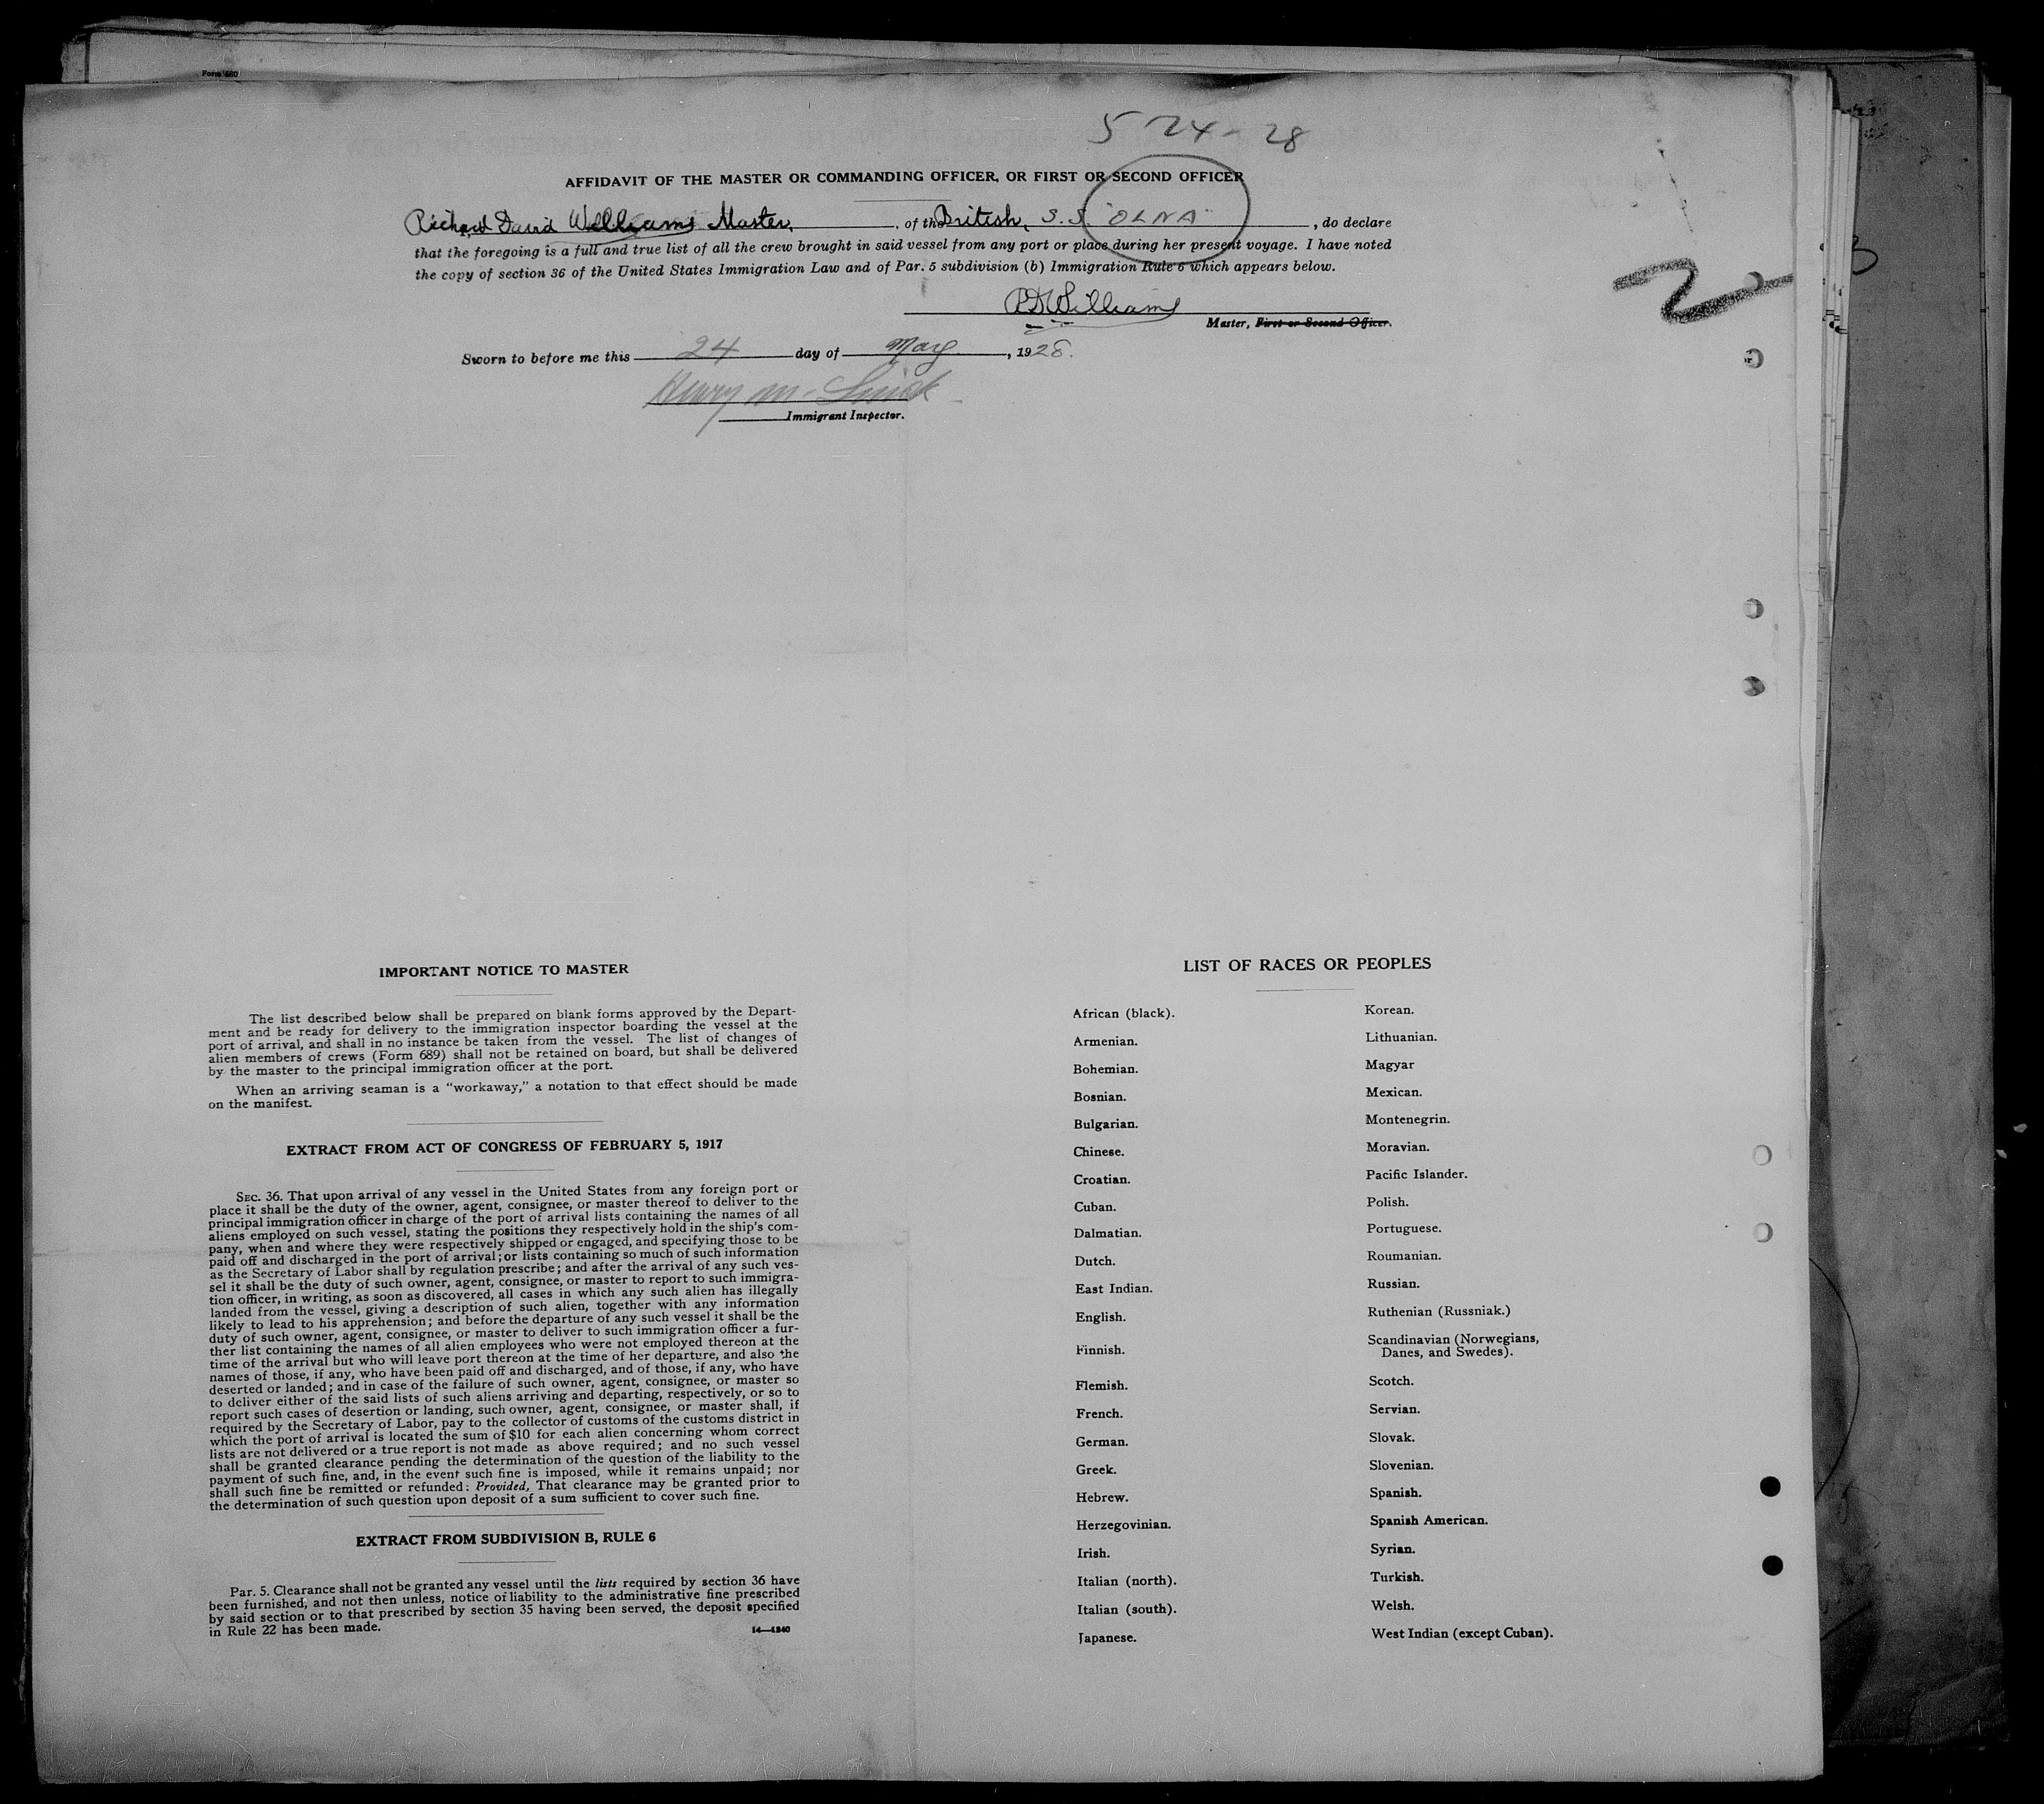 Form 680
5 24-28
AFFIDAVIT OF THE MASTER OR COMMANDING OFFICER, OR FIRST OR SECOND OFFICER
Richard David Williams Master, , of the British, S.S. "OLNA" , do declare
that the foregoing is a full and true list of all the crew brought in said vessel from any port or place during her present voyage. I have noted
the copy of section 36 of the United States Immigration Law and of Par. 5 subdivision (b) Immigration Rule 6 which appears below.
2
RDWilliams
Master, First or Second Officer.
Sworn to before me this 24 day of May , 1928.
Henry M.
Immigrant Inspector.
IMPORTANT NOTICE TO MASTER
The list described below shall be prepared on blank forms approved by the Depart-
ment and be ready for delivery to the immigration inspector boarding the vessel at the
port of arrival, and shall in no instance be taken from the vessel. The list of changes of
alien members of crews (Form 689) shall not be retained on board, but shall be delivered
by the master to the principal immigration officer at the port.
When an arriving seaman is a "workaway," a notation to that effect should be made
on the manifest.
EXTRACT FROM ACT OF CONGRESS OF FEBRUARY 5, 1917
SEC. 36. That upon arrival of any vessel in the United States from any foreign port or
place it shall be the duty of the owner, agent, consignee, or master thereof to deliver to the
principal immigration officer in charge of the port of arrival lists containing the names of all
aliens employed on such vessel, stating the positions they respectively hold in the ship's com-
pany, when and where they were respectively shipped or engaged, and specifying those to be
paid off and discharged in the port of arrival; or lists containing so much of such information
as the Secretary of Labor shall by regulation prescribe; and after the arrival of any such ves-
sel it shall be the duty of such owner, agent, consignee, or master to report to such immigra-
tion officer, in writing, as soon as discovered, all cases in which any such alien has illegally
landed from the vessel, giving a description of such alien, together with any information
likely to lead to his apprehension; and before the departure of any such vessel it shall be the
duty of such owner, agent, consignee, or master to deliver to such immigration officer a fur-
ther list containing the names of all alien employees who were not employed thereon at the
time of the arrival but who will leave port thereon at the time of her departure, and also the
names of those, if any, who have been paid off and discharged, and of those, if any, who have
deserted or landed; and in case of the failure of such owner, agent, consignee, or master so
to deliver either of the said lists of such aliens arriving and departing, respectively, or so to
report such cases of desertion or landing, such owner, agent, consignee, or master shall, if
required by the Secretary of Labor, pay to the collector of customs of the customs district in
which the port of arrival is located the sum of $10 for each alien concerning whom correct
lists are not delivered or a true report is not made as above required; and no such vessel
shall be granted clearance pending the determination of the question of the liability to the
payment of such fine, and, in the event such fine is imposed, while it remains unpaid; nor
shall such fine be remitted or refunded: Provided, That clearance may be granted prior to
the determination of such question upon deposit of a sum sufficient to cover such fine.
EXTRACT FROM SUBDIVISION B, RULE 6
Par. 5. Clearance shall not be granted any vessel until the lists required by section 36 have
been furnished, and not then unless, notice of liability to the administrative fine prescribed
by said section or to that prescribed by section 35 having been served, the deposit specified
in Rule 22 has been made.
14—1240
LIST OF RACES OR PEOPLES
African (black).
Armenian.
Bohemian.
Bosnian.
Bulgarian.
Chinese.
Croatian.
Cuban.
Dalmatian.
Dutch.
East Indian.
English.
Finnish.
Flemish.
French.
German.
Greek.
Hebrew.
Herzegovinian.
Irish.
Italian (north).
Italian (south).
Japanese.
Korean.
Lithuanian.
Magyar
Mexican.
Montenegrin.
Moravian.
Pacific Islander.
Polish.
Portuguese.
Roumanian.
Russian.
Ruthenian (Russniak.)
Scandinavian (Norwegians,
Danes, and Swedes).
Scotch.
Servian.
Slovak.
Slovenian.
Spanish.
Spanish American.
Syrian.
Turkish.
Welsh.
West Indian (except Cuban).